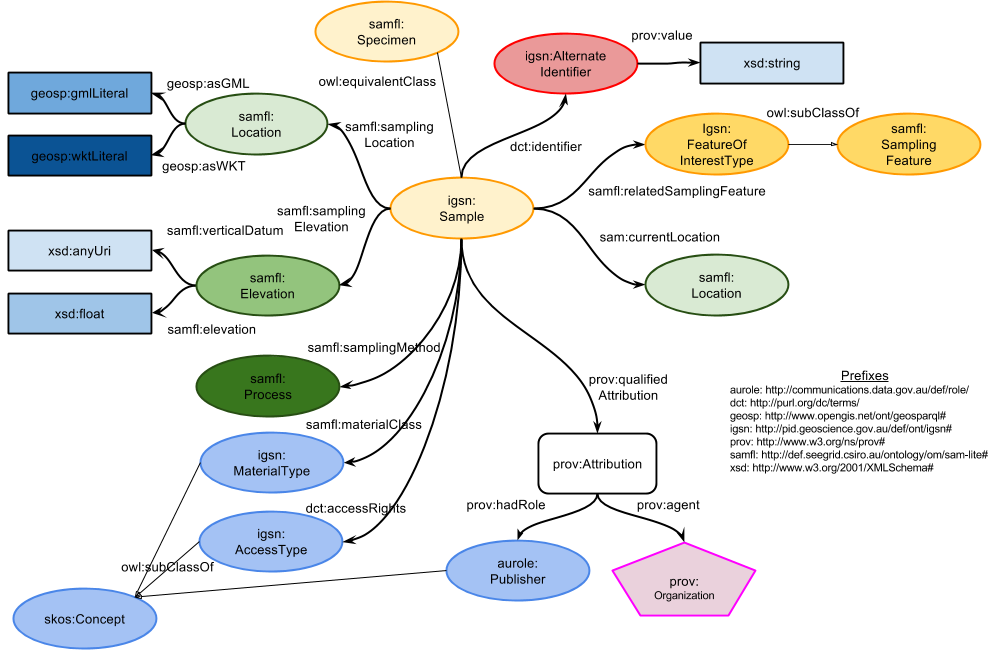 samfl:
Specimen
owl:equivalentClass
igsn:Alternate
Identifier
prov:value
xsd:string
geosp:gmlLiteral
geosp:asGML
samfl:
Location
geosp:wktLiteral
geosp:asWKT
samfl:sampling
Location
dct:identifier
Igsn:
FeatureOf
InterestType
owl:subClassOf
samfl:
Sampling
Feature
igsn:
Sample
samfl:relatedSamplingFeature
samfl:sampling
Elevation
sam:currentLocation
samfl:
Location
xsd:anyUri
samfl:verticalDatum
samfl:
Elevation
xsd:float
samfl:elevation
samfl:samplingMethod
samfl:
Process
prov:qualified
Attribution
samfl:materialClass
igsn:
MaterialType
prov:Attribution
dct:accessRights
igsn:
AccessType
prov:hadRole
prov:agent
owl:subClassOf
aurole:
Publisher
prov:
Organization
skos:Concept
Prefixes
aurole: http://communications.data.gov.au/def/role/
dct: http://purl.org/dc/terms/
geosp: http://www.opengis.net/ont/geosparql#
igsn: http://pid.geoscience.gov.au/def/ont/igsn#
prov: http://www.w3.org/ns/prov#
samfl: http://def.seegrid.csiro.au/ontology/om/sam-lite#
xsd: http://www.w3.org/2001/XMLSchema#